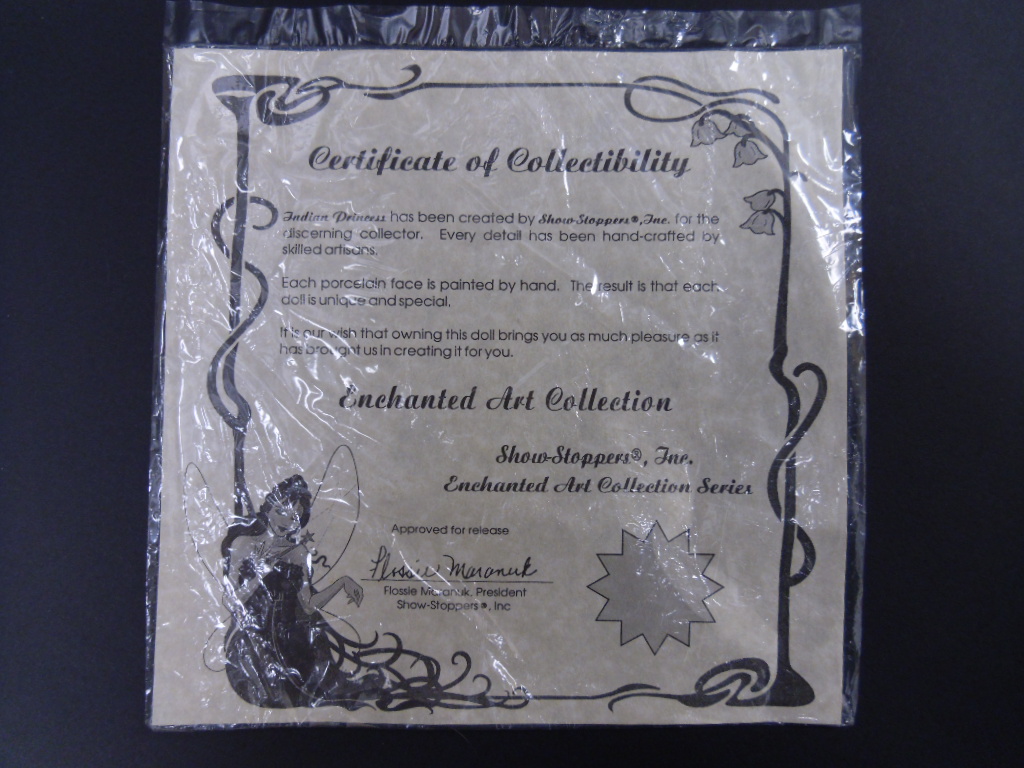 Certificate of Collectibility
Indian Princess has been created by Show-Stoppers®, Inc. for the
discerning collector. Every detail has been hand-crafted by
skilled artisans.
Each porcelain face is painted by hand. The result is that each
doll is unique and special.
It is our wish that owning this doll brings you as much pleasure as it
has brought us in creating it for you.
Enchanted Art Collection
Show-Stoppers®, Inc.
Enchanted Art Collection Series
Approved for release
Flossie Maranuk
Flossie Maranuk, President
Show-Stoppers®, Inc